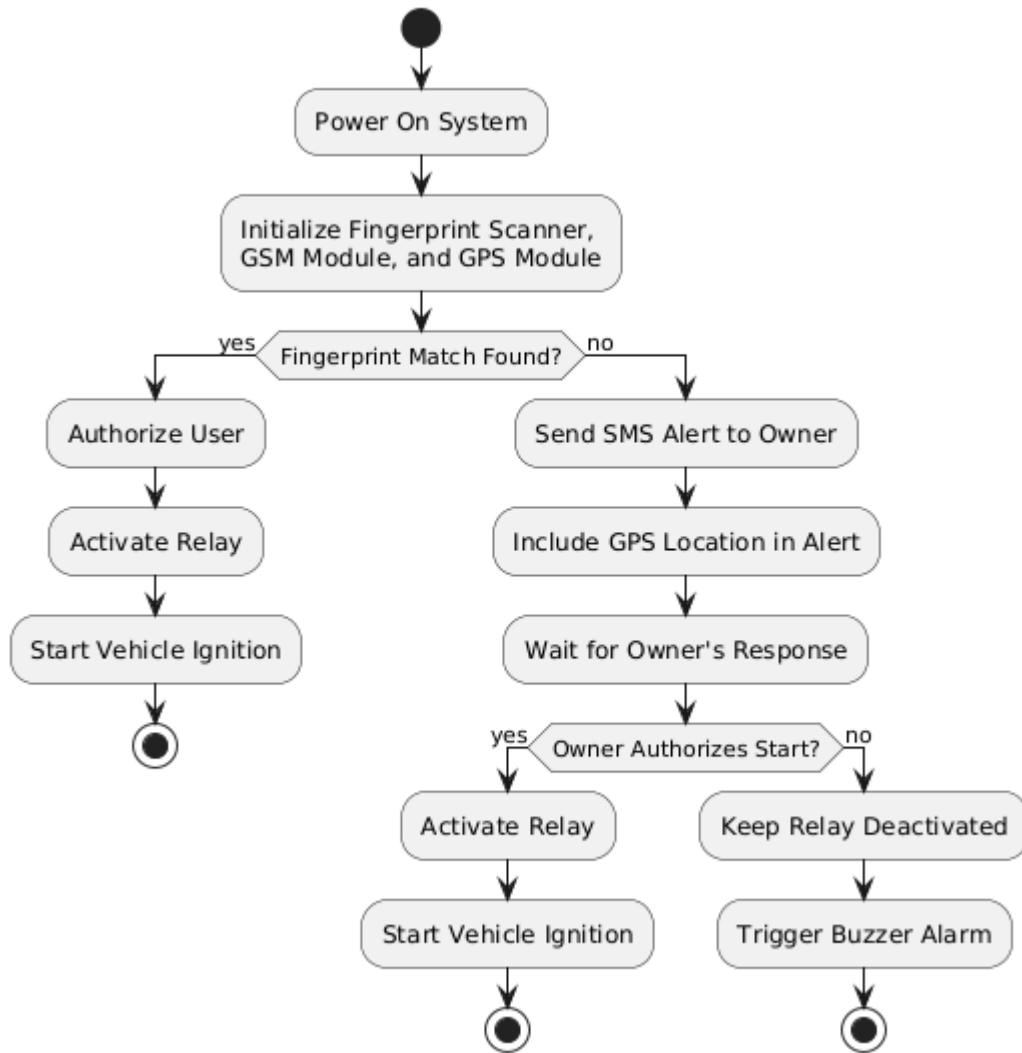 Power On System
Initialize Fingerprint Scanner,
GSM Module, and GPS Module
yes
Fingerprint Match Found?
no
Authorize User
Send SMS Alert to Owner
Activate Relay
Include GPS Location in Alert
Start Vehicle Ignition
Wait for Owner's Response
yes
Owner Authorizes Start?
no
Activate Relay
Keep Relay Deactivated
Start Vehicle Ignition
Trigger Buzzer Alarm